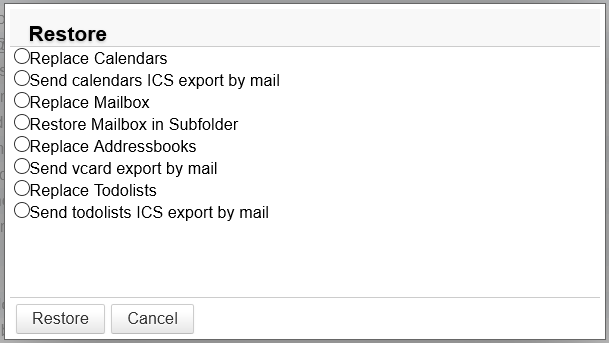 Restore
Replace Calendars
Send calendars ICS export by mail
Replace Mailbox
Restore Mailbox in Subfolder
Replace Addressbooks
Send vcard export by mail
Replace Todolists
Send todolists ICS export by mail
Restore Cancel